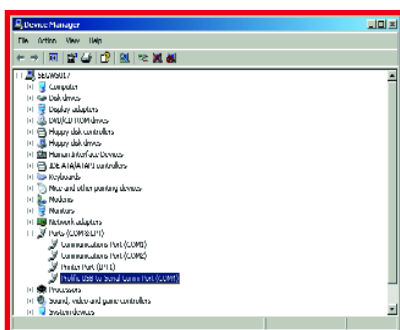 Device Manager
File Action View Help
Computer
Disk drives
Display adapters
DVD/CD-ROM drives
Floppy disk controllers
Floppy disk drives
Human Interface Devices
IDE ATA/ATAPI controllers
Keyboards
Mice and other pointing devices
Modems
Monitors
Network adapters
Ports (COM & LPT)
Communications Port (COM1)
Communications Port (COM2)
Printer Port (LPT1)
Prolific USB-to-Serial Comm Port
Processors
Sound, video and game controllers
System devices